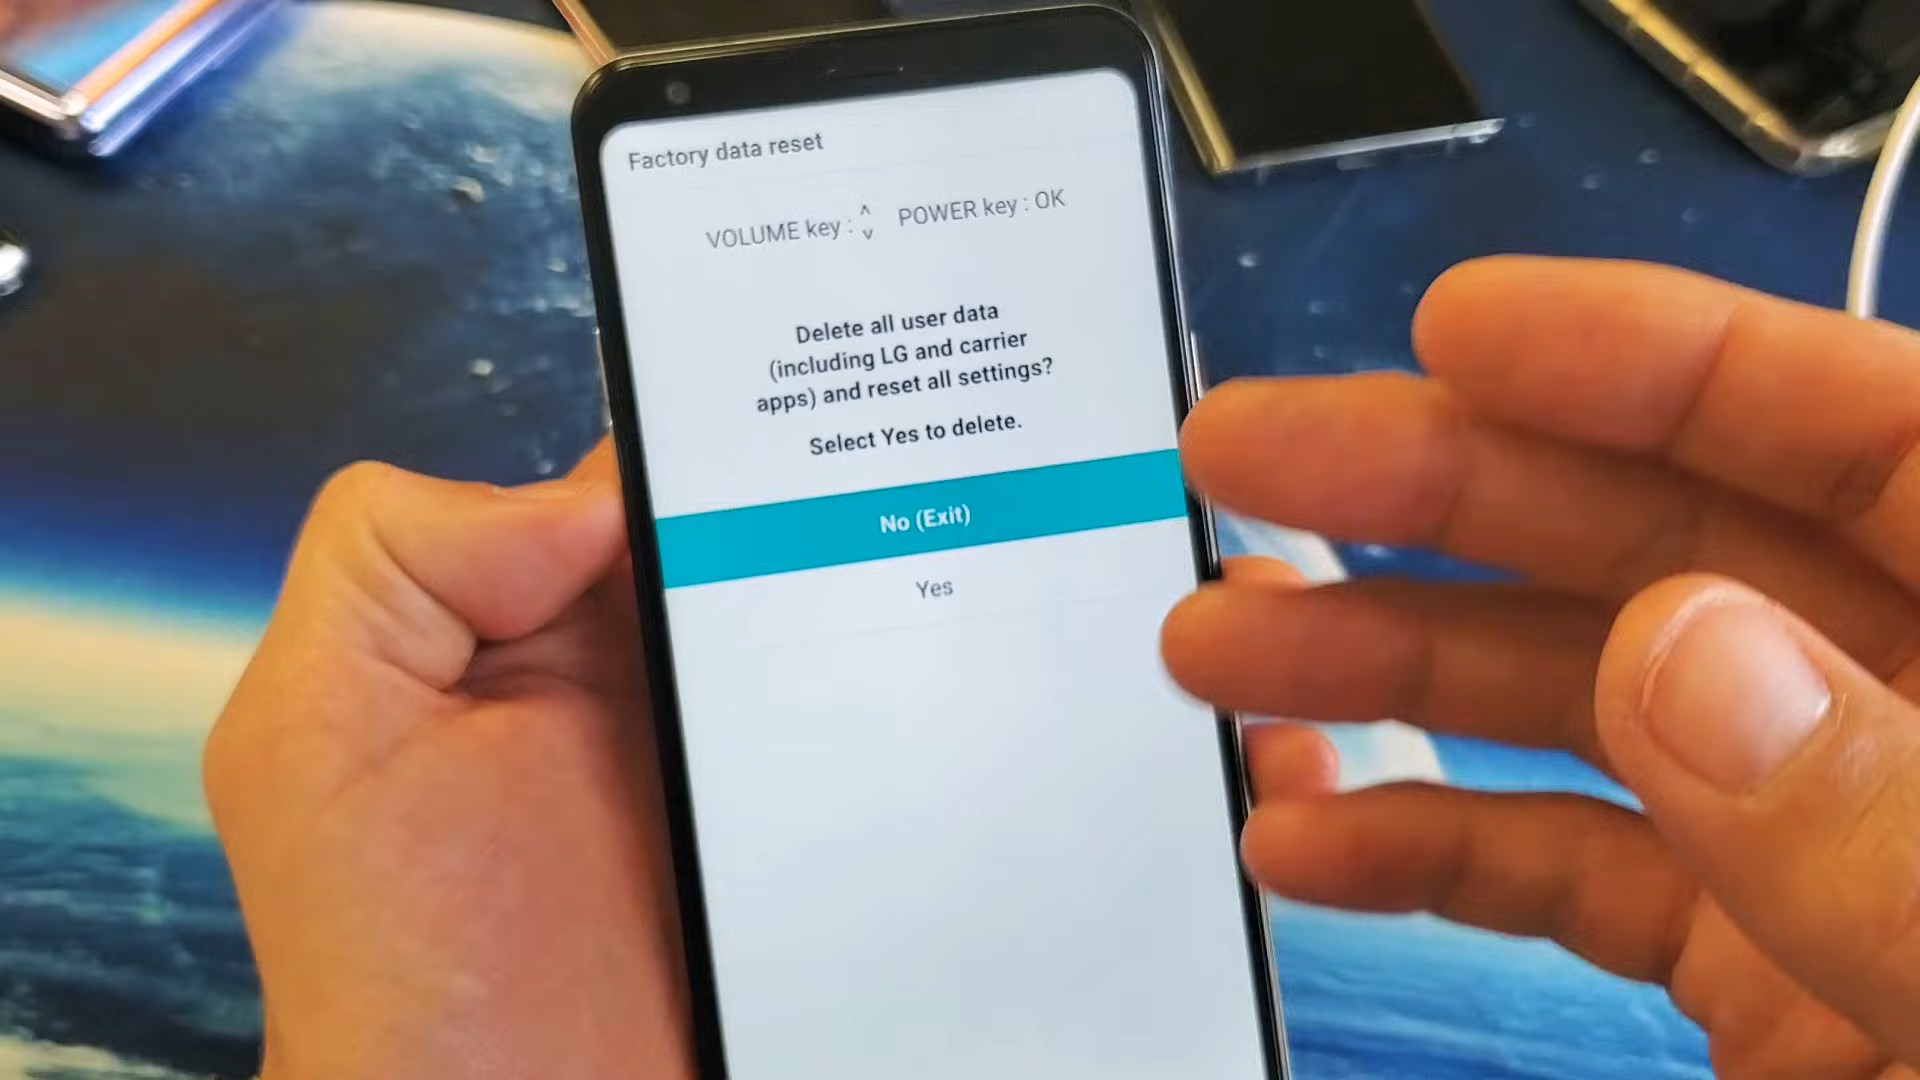 Factory data reset
VOLUME key : ^ v POWER key : OK
Delete all user data
(including LG and carrier
apps) and reset all settings?
Select Yes to delete.
No (Exit)
Yes